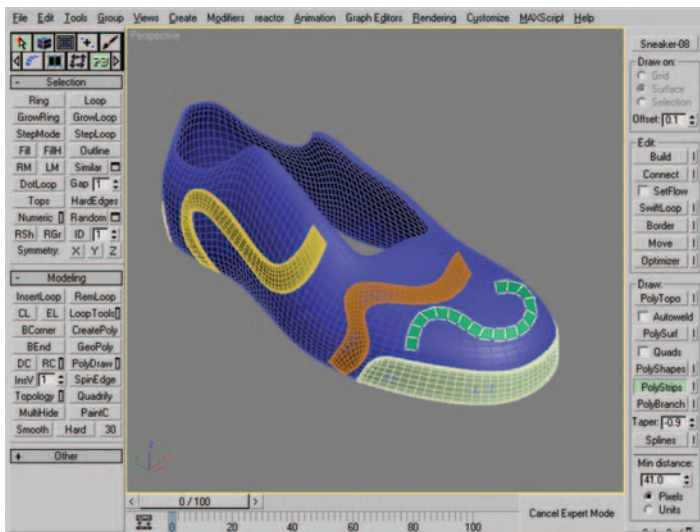 File Edit Tools Group Views Create Modifiers reactor Animation Graph Editors Rendering Customize MAXScript Help
Perspective
- Selection
Ring Loop
GrowRing GrowLoop
StepMode StepLoop
Fill FillH Outline
RM LM Similar
DotLoop Gap 1
Tops HardEdges
Numeric Random
RSh RGr ID 1
Symmetry: X Y Z
- Modeling
InsertLoop RemLoop
CL EL LoopTools
BCorner CreatePoly
BEnd GeoPoly
DC RC PolyDraw
InsV 1 SpinEdge
Topology Quadrify
MultiHide PaintC
Smooth Hard 30
+ Other
z
Sneaker-08
Draw on:
Grid
Surface
Selection
Offset: 0.1
Edit:
Build
Connect
SetFlow
SwiftLoop
Border
Move
Optimizer
Draw:
PolyTopo
Autoweld
PolySurf
Quads
PolyShapes
PolyStrips
PolyBranch
Taper: -0.9
Splines
Min distance:
41.0
Pixels
Units
< 0 / 100 >
0 20 40 60 80 100
Cancel Expert Mode